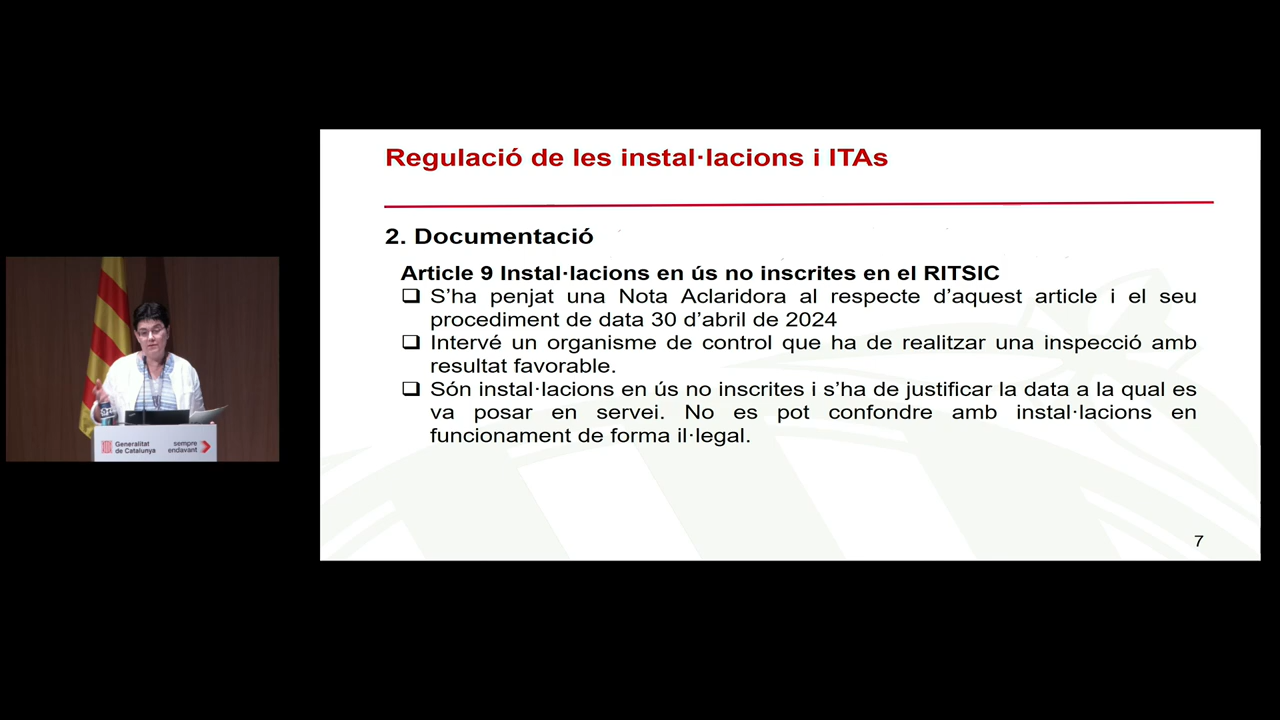 Regulació de les instal·lacions i ITAs
2. Documentació
Article 9 Instal·lacions en ús no inscrites en el RITSIC
❑ S’ha penjat una Nota Aclaridora al respecte d’aquest article i el seu
procediment de data 30 d’abril de 2024
❑ Intervé un organisme de control que ha de realitzar una inspecció amb
resultat favorable.
❑ Són instal·lacions en ús no inscrites i s’ha de justificar la data a la qual es
va posar en servei. No es pot confondre amb instal·lacions en
funcionament de forma il·legal.
7
Generalitat
de Catalunya
sempre
endavant